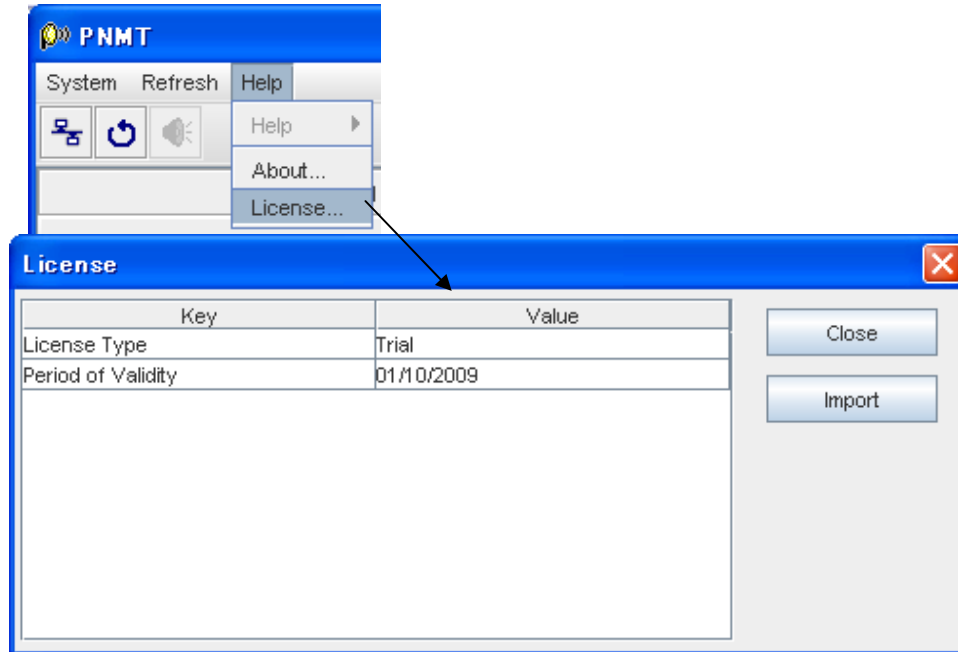 PNMT
System Refresh Help
Help
About...
License...
License
Key Value
License Type Trial
Period of Validity 01/10/2009
Close
Import